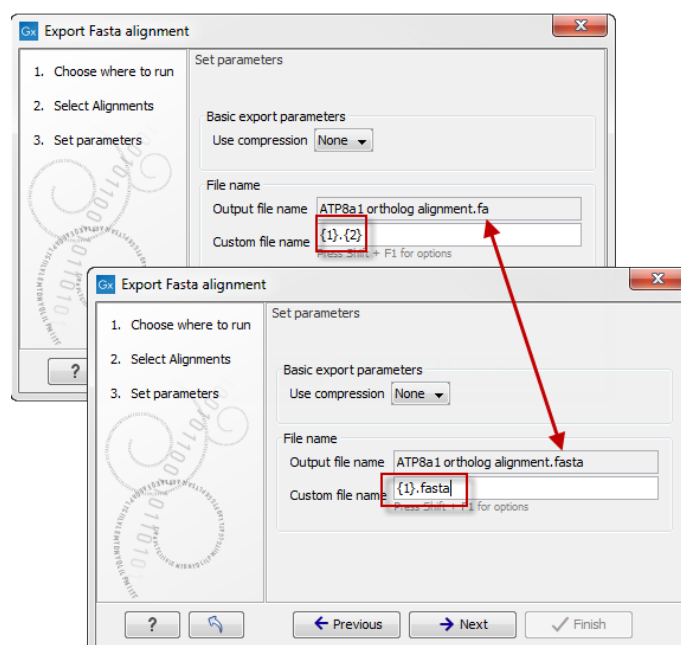 Gx Export Fasta alignment
1. Choose where to run
2. Select Alignments
3. Set parameters
Set parameters
Basic export parameters
Use compression None
File name
Output file name ATP8a1 ortholog alignment.fa
Custom file name {1}.{2}
Press Shift + F1 for options
?
Gx Export Fasta alignment
1. Choose where to run
2. Select Alignments
3. Set parameters
Set parameters
Basic export parameters
Use compression None
File name
Output file name ATP8a1 ortholog alignment.fasta
Custom file name {1}.fasta
Press Shift + F1 for options
? Previous Next Finish